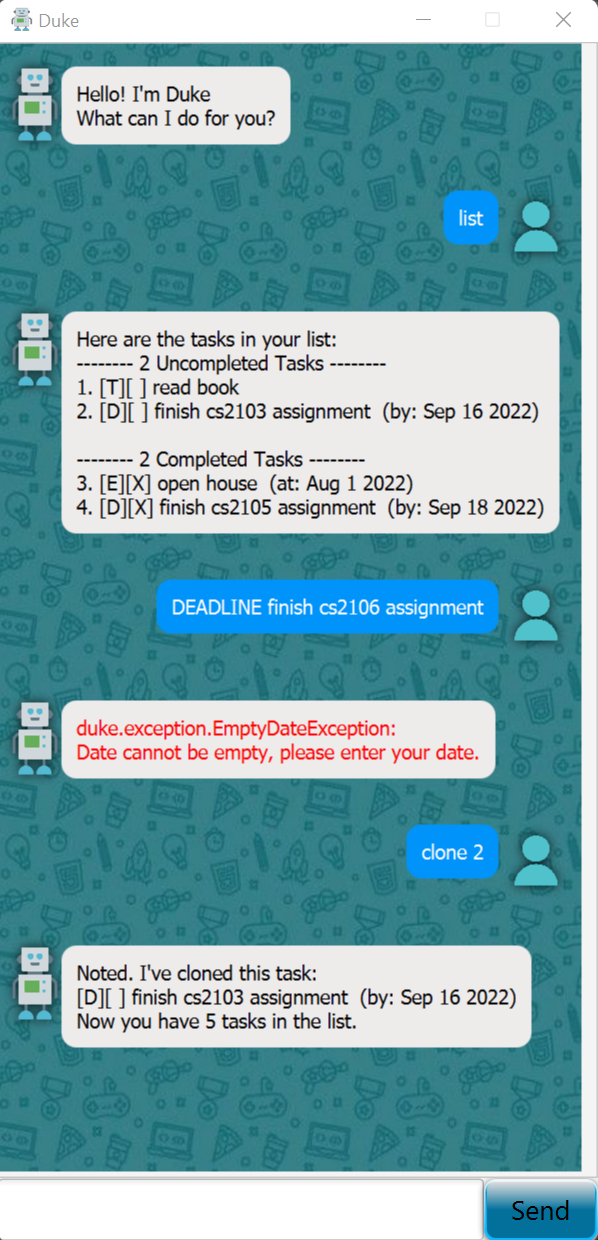 Duke
Hello! I'm Duke
What can I do for you?
list
Here are the tasks in your list:
-------- 2 Uncompleted Tasks --------
1. [T][ ] read book
2. [D][ ] finish cs2103 assignment  (by: Sep 16 2022)
-------- 2 Completed Tasks --------
3. [E][X] open house  (at: Aug 1 2022)
4. [D][X] finish cs2105 assignment  (by: Sep 18 2022)
DEADLINE finish cs2106 assignment
duke.exception.EmptyDateException:
Date cannot be empty, please enter your date.
clone 2
Noted. I've cloned this task:
[D][ ] finish cs2103 assignment  (by: Sep 16 2022)
Now you have 5 tasks in the list.
Send